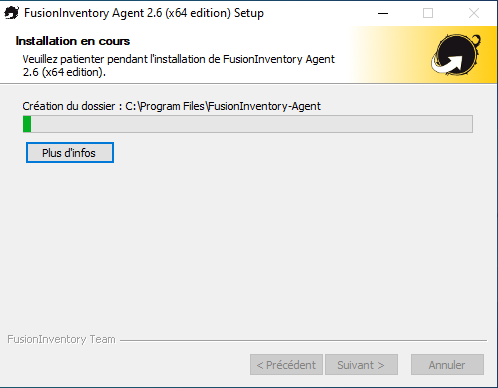 FusionInventory Agent 2.6 (x64 edition) Setup
Installation en cours
Veuillez patienter pendant l'installation de FusionInventory Agent
2.6 (x64 edition).
Création du dossier : C:\Program Files\FusionInventory-Agent
Plus d'infos
FusionInventory Team
< Précédent Suivant > Annuler